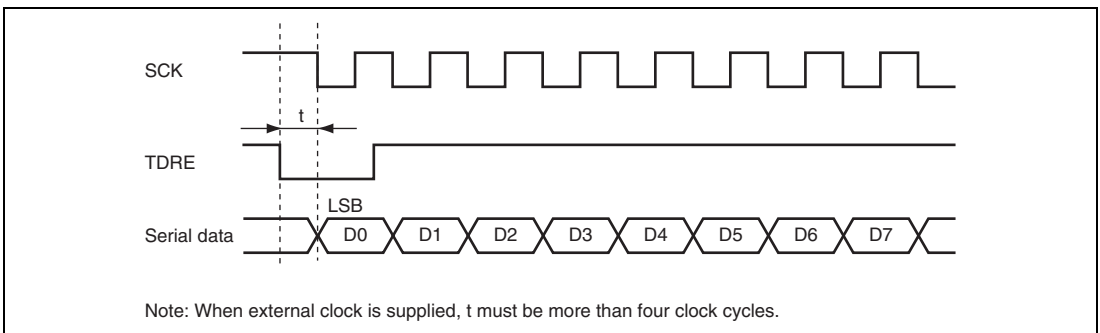 SCK
t
TDRE
LSB
Serial data D0 D1 D2 D3 D4 D5 D6 D7
Note: When external clock is supplied, t must be more than four clock cycles.